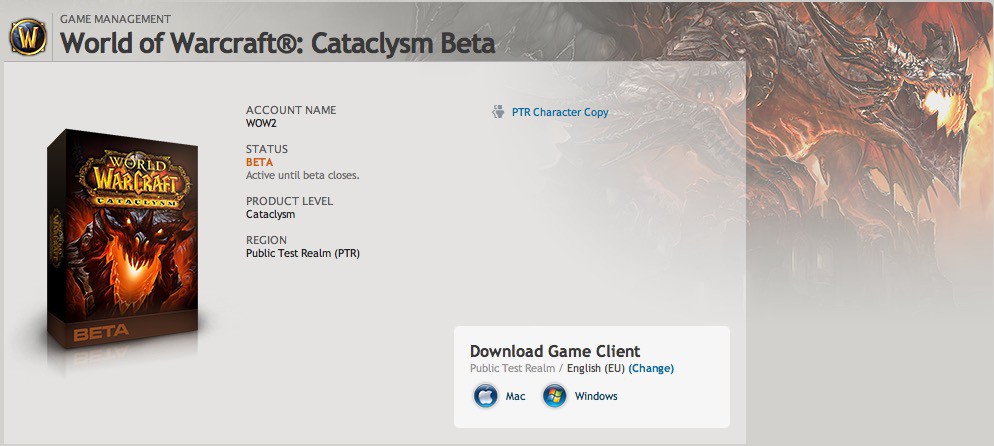 GAME MANAGEMENT
World of Warcraft®: Cataclysm Beta
ACCOUNT NAME
WOW2
PTR Character Copy
STATUS
BETA
Active until beta closes.
PRODUCT LEVEL
Cataclysm
REGION
Public Test Realm (PTR)
WORLD
WARCRAFT
CATACLYSM
BETA
Download Game Client
Public Test Realm / English (EU) (Change)
Mac
Windows